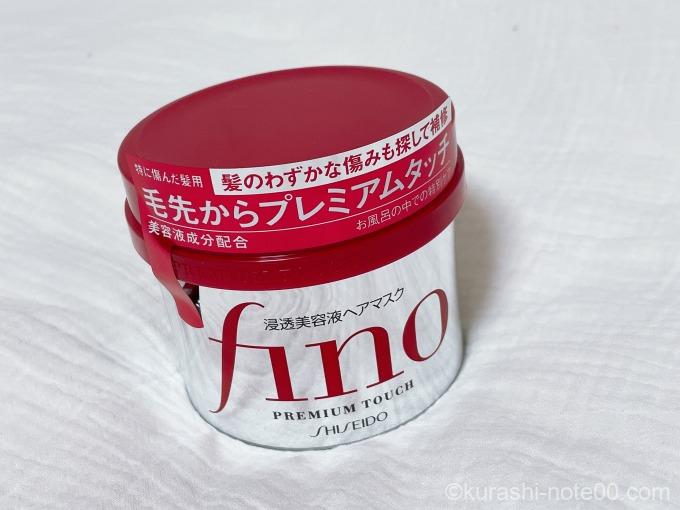 髪のわずかな傷みも探して補修
特に傷んだ髪用
毛先からプレミアムタッチ
美容液成分配合
お風呂の中での特別
浸透美容液ヘアマスク
fino
PREMIUM TOUCH
SHISEIDO
©kurashi-note00.com